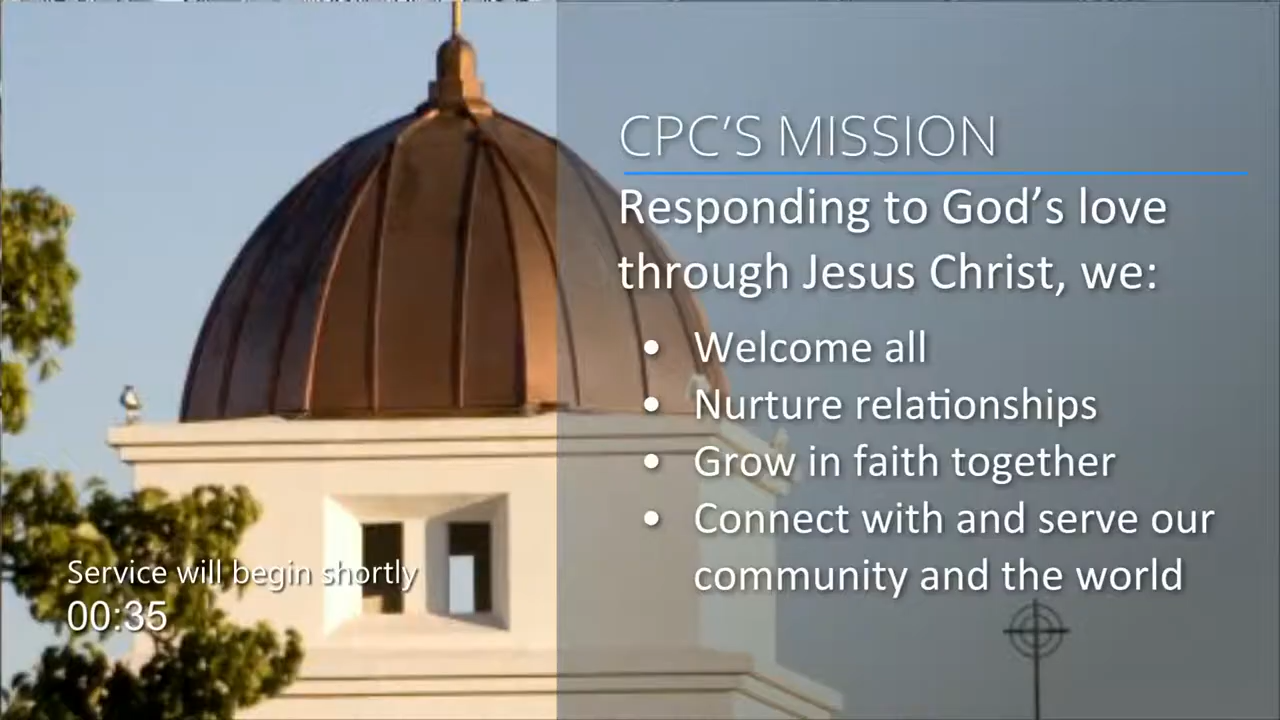 CPC’S MISSION
Responding to God’s love
through Jesus Christ, we:
• Welcome all
• Nurture relationships
• Grow in faith together
• Connect with and serve our
community and the world
Service will begin shortly
00:35